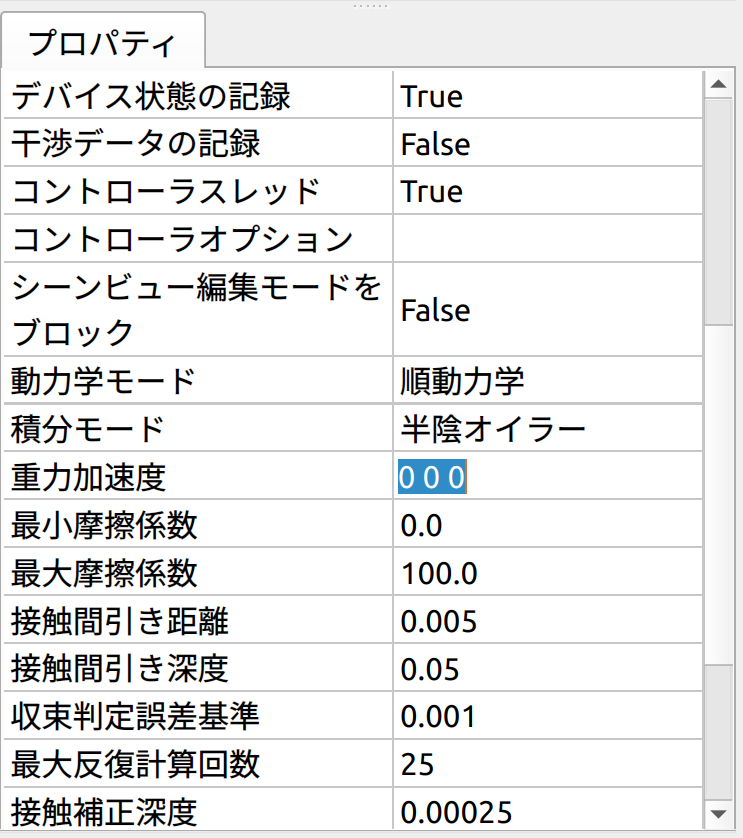 プロパティ
デバイス状態の記録 True
干渉データの記録 False
コントローラスレッド True
コントローラオプション
シーンビュー編集モードを
ブロック False
動力学モード 順動力学
積分モード 半陰オイラー
重力加速度 0 0 0
最小摩擦係数 0.0
最大摩擦係数 100.0
接触間引き距離 0.005
接触間引き深度 0.05
収束判定誤差基準 0.001
最大反復計算回数 25
接触補正深度 0.00025